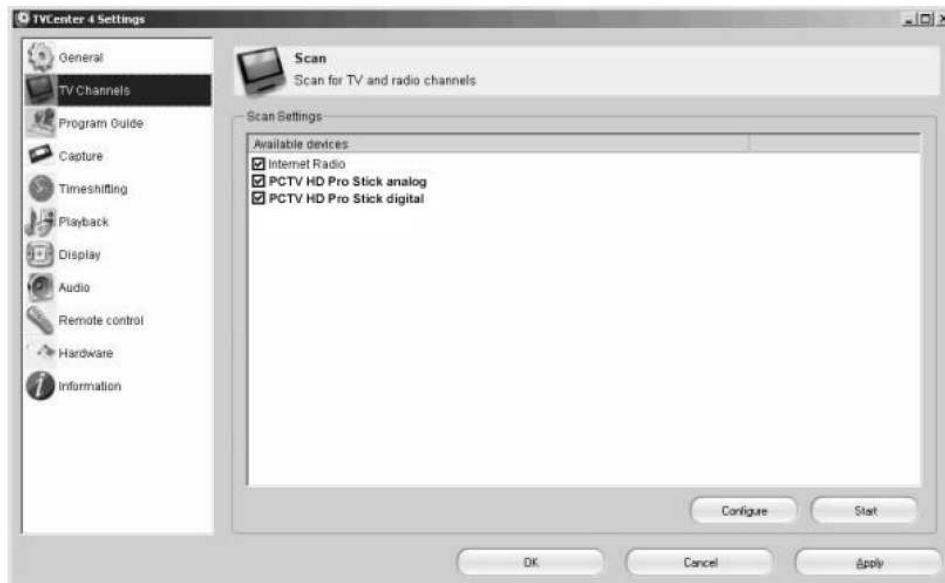 TVCenter 4 Settings
General
TV Channels
Program Guide
Capture
Timeshifting
Playback
Display
Audio
Remote control
Hardware
Information
Scan
Scan for TV and radio channels
Scan Settings
Available devices
Internet Radio
PCTV HD Pro Stick analog
PCTV HD Pro Stick digital
Configure
Start
OK
Cancel
Apply